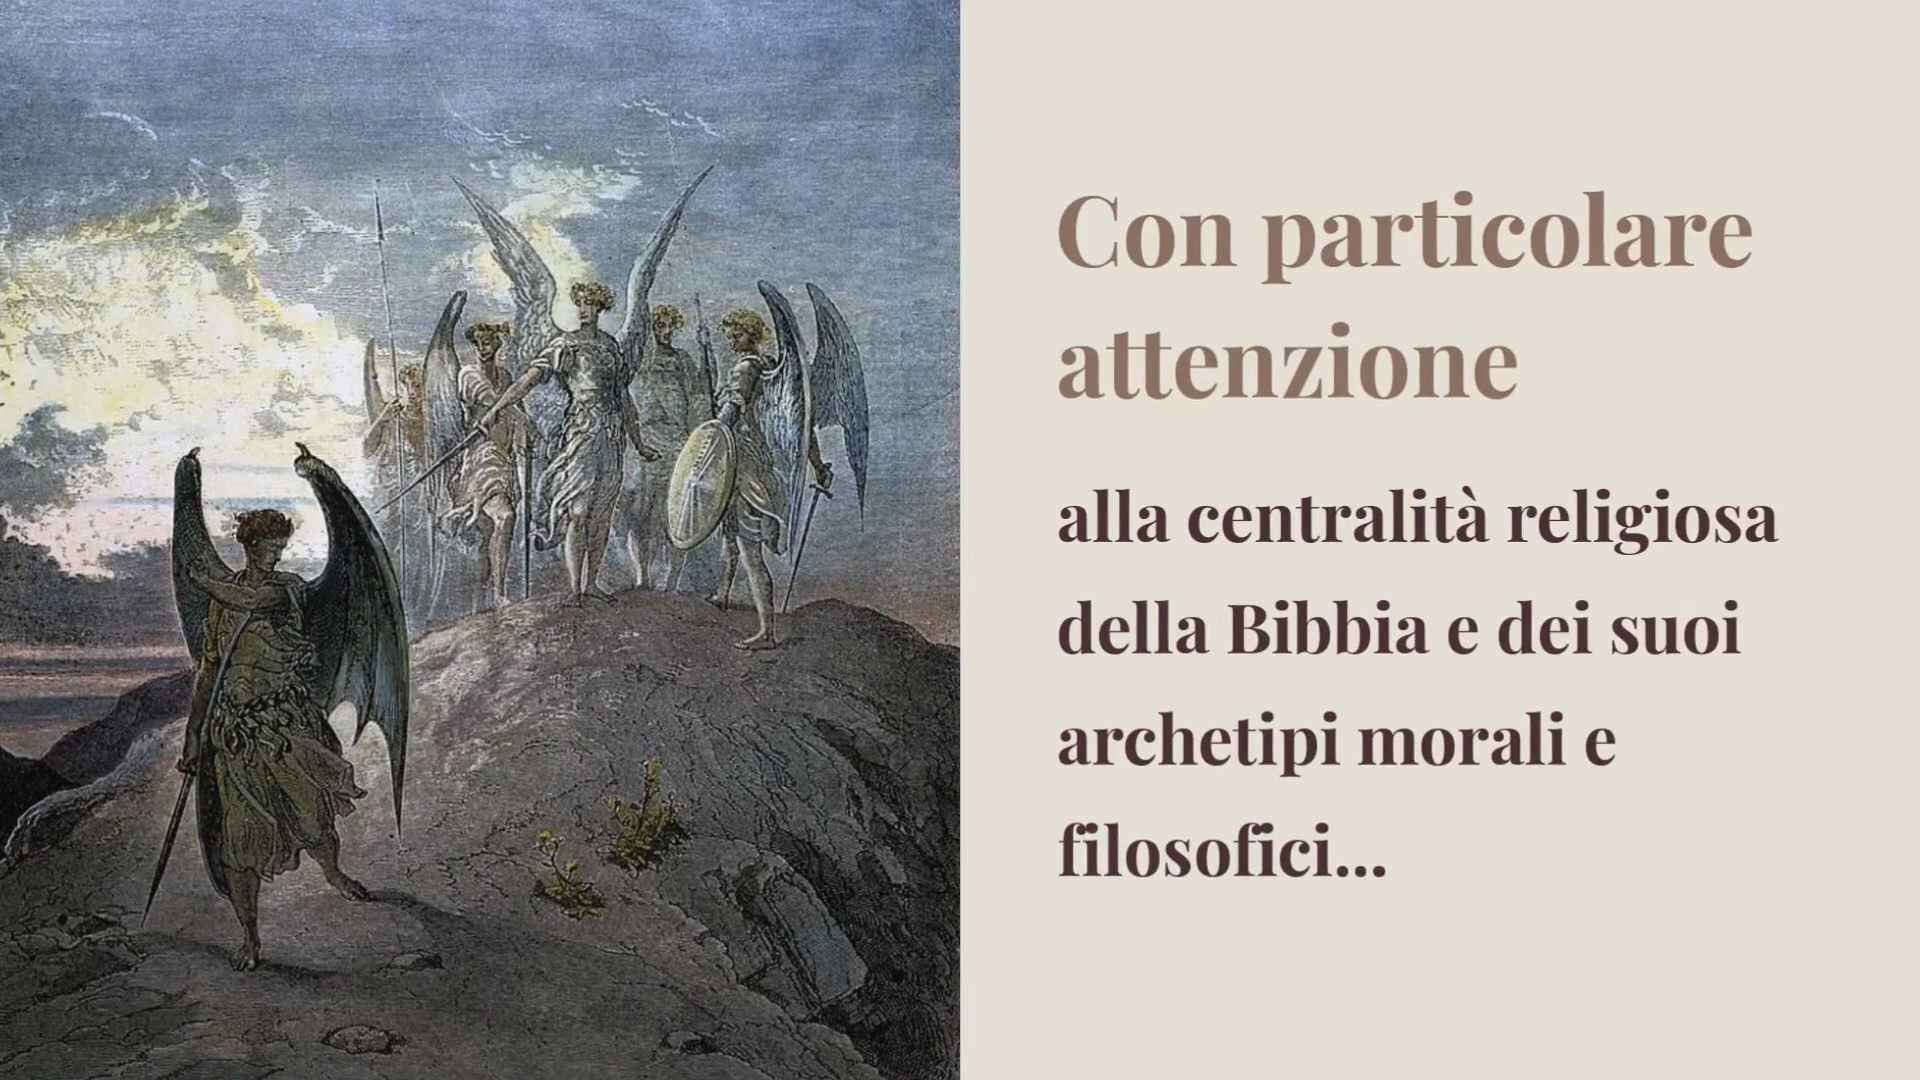 Con particolare
attenzione
alla centralità religiosa
della Bibbia e dei suoi
archetipi morali e
filosofici...